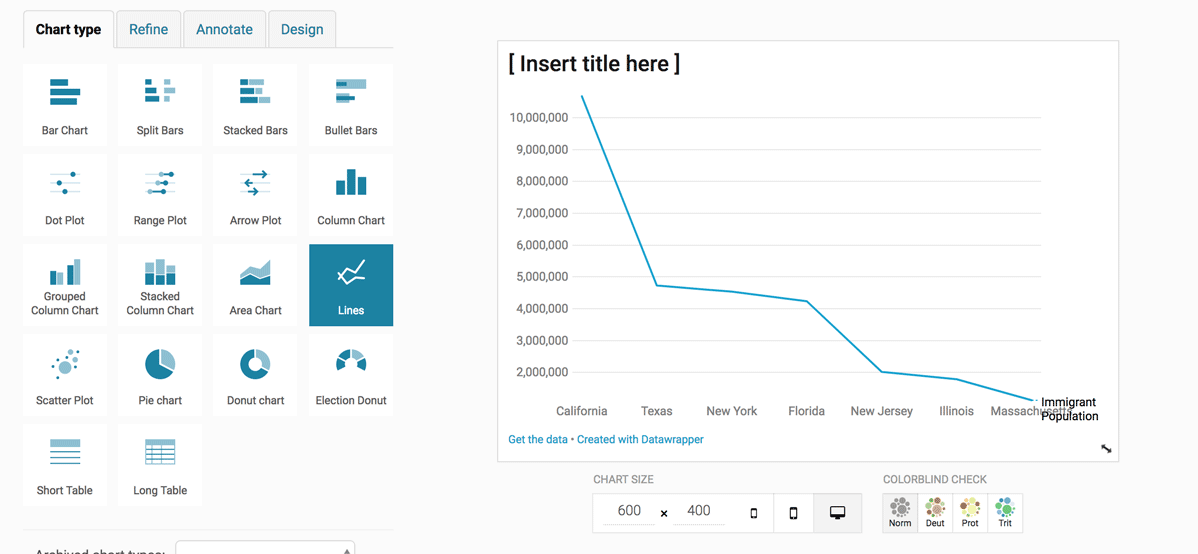 Chart type
Refine
Annotate
Design
Bar Chart
Split Bars
Stacked Bars
Bullet Bars
Dot Plot
Range Plot
Arrow Plot
Column Chart
Grouped
Column Chart
Stacked
Column Chart
Area Chart
Lines
Scatter Plot
Pie chart
Donut chart
Election Donut
Short Table
Long Table
Archived chart types:
[ Insert title here ]
10,000,000
9,000,000
8,000,000
7,000,000
6,000,000
5,000,000
4,000,000
3,000,000
2,000,000
California
Texas
New York
Florida
New Jersey
Illinois
Massachusetts
Immigrant
Population
Get the data • Created with Datawrapper
CHART SIZE
600 × 400
COLORBLIND CHECK
Norm
Deut
Prot
Trit